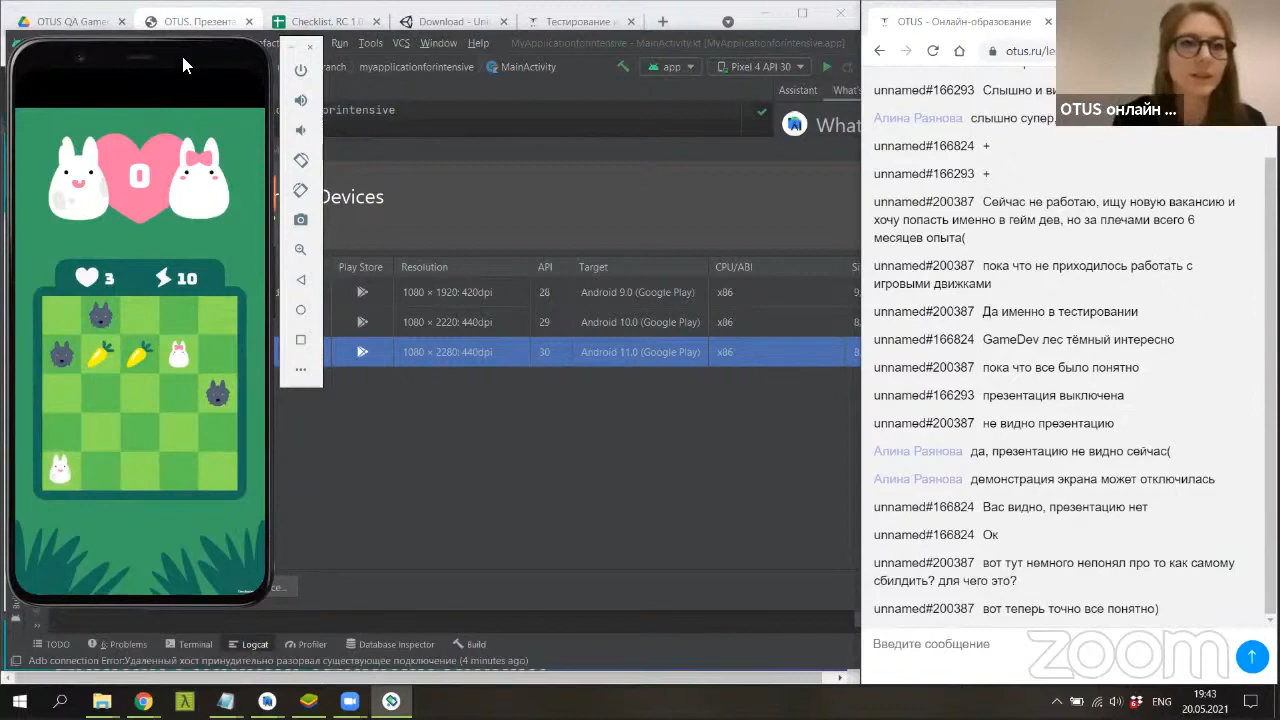 OTUS QA Game
OTUS. Презента
Checklist. RC 1.0
Download - Uni
Тестирование
OTUS - Онлайн-образование
Run Tools VCS Window Help
MyApplicationforintensive - MainActivity.kt [MyApplicationforintensive.app]
otus.ru/le
myapplicationforintensive
MainActivity
app
Pixel 4 API 30
Assistant
What's
Devices
0
3
10
Play Store Resolution API Target CPU/ABI
1080 × 1920: 420dpi 28 Android 9.0 (Google Play) x86
1080 × 2220: 440dpi 29 Android 10.0 (Google Play) x86
1080 × 2280: 440dpi 30 Android 11.0 (Google Play) x86
OTUS онлайн ...
unnamed#166293 Слышно и ви
Алина Раянова слышно супер.
unnamed#166824 +
unnamed#166293 +
unnamed#200387 Сейчас не работаю, ищу новую вакансию и
хочу попасть именно в гейм дев, но за плечами всего 6
месяцев опыта(
unnamed#200387 пока что не приходилось работать с
игровыми движками
unnamed#200387 Да именно в тестировании
unnamed#166824 GameDev лес тёмный интересно
unnamed#200387 пока что все было понятно
unnamed#166293 презентация выключена
unnamed#200387 не видно презентацию
Алина Раянова да, презентацию не видно сейчас(
Алина Раянова демонстрация экрана может отключилась
unnamed#166824 Вас видно, презентацию нет
unnamed#166824 Ок
unnamed#200387 вот тут немного непонял про то как самому
сбилдить? для чего это?
unnamed#200387 вот теперь точно все понятно)
Введите сообщение
zoom
TODO 6: Problems Terminal Logcat Profiler Database Inspector Build
Adb connection Error:Удаленный хост принудительно разорвал существующее подключение (4 minutes ago)
ENG
19:43
20.05.2021